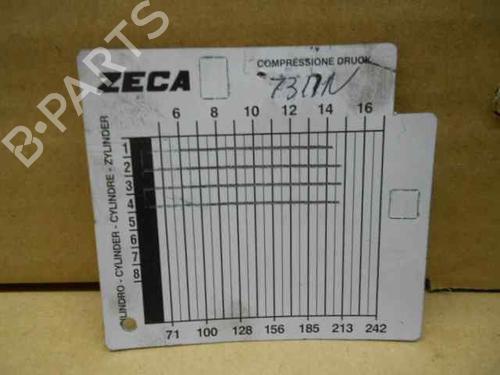 B-PARTS
ZECA
COMPRESSIONE DRUCK
6 8 10 12 14 16
CILINDRO - CYLINDER - CYLINDRE - ZYLINDER
1
2
3
4
5
6
7
8
71 100 128 156 185 213 242